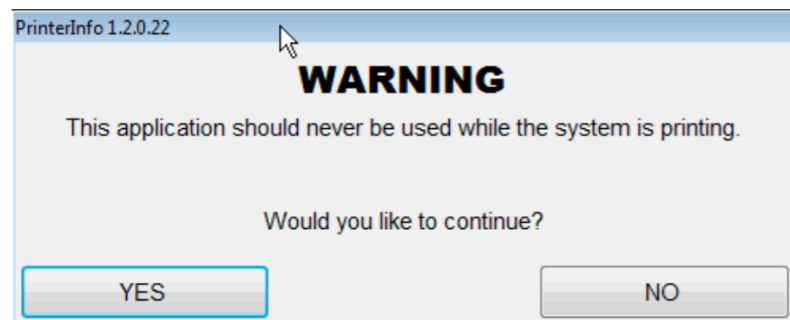 PrinterInfo 1.2.0.22
WARNING
This application should never be used while the system is printing.
Would you like to continue?
YES
NO